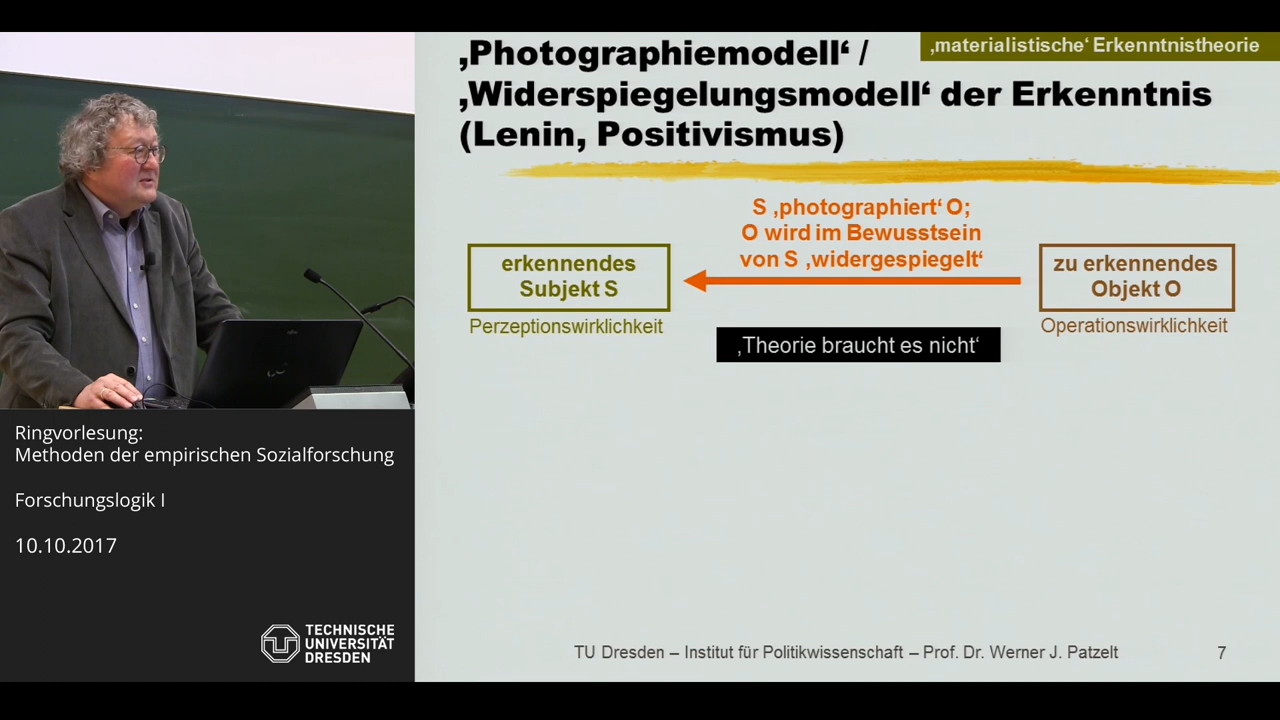 ‚materialistische‘ Erkenntnistheorie
‚Photographiemodell‘ /
‚Widerspiegelungsmodell‘ der Erkenntnis
(Lenin, Positivismus)
S ‚photographiert‘ O;
O wird im Bewusstsein
von S ‚widergespiegelt‘
erkennendes
Subjekt S
Perzeptionswirklichkeit
zu erkennendes
Objekt O
Operationswirklichkeit
‚Theorie braucht es nicht‘
Ringvorlesung:
Methoden der empirischen Sozialforschung
Forschungslogik I
10.10.2017
TECHNISCHE
UNIVERSITÄT
DRESDEN
TU Dresden – Institut für Politikwissenschaft – Prof. Dr. Werner J. Patzelt
7